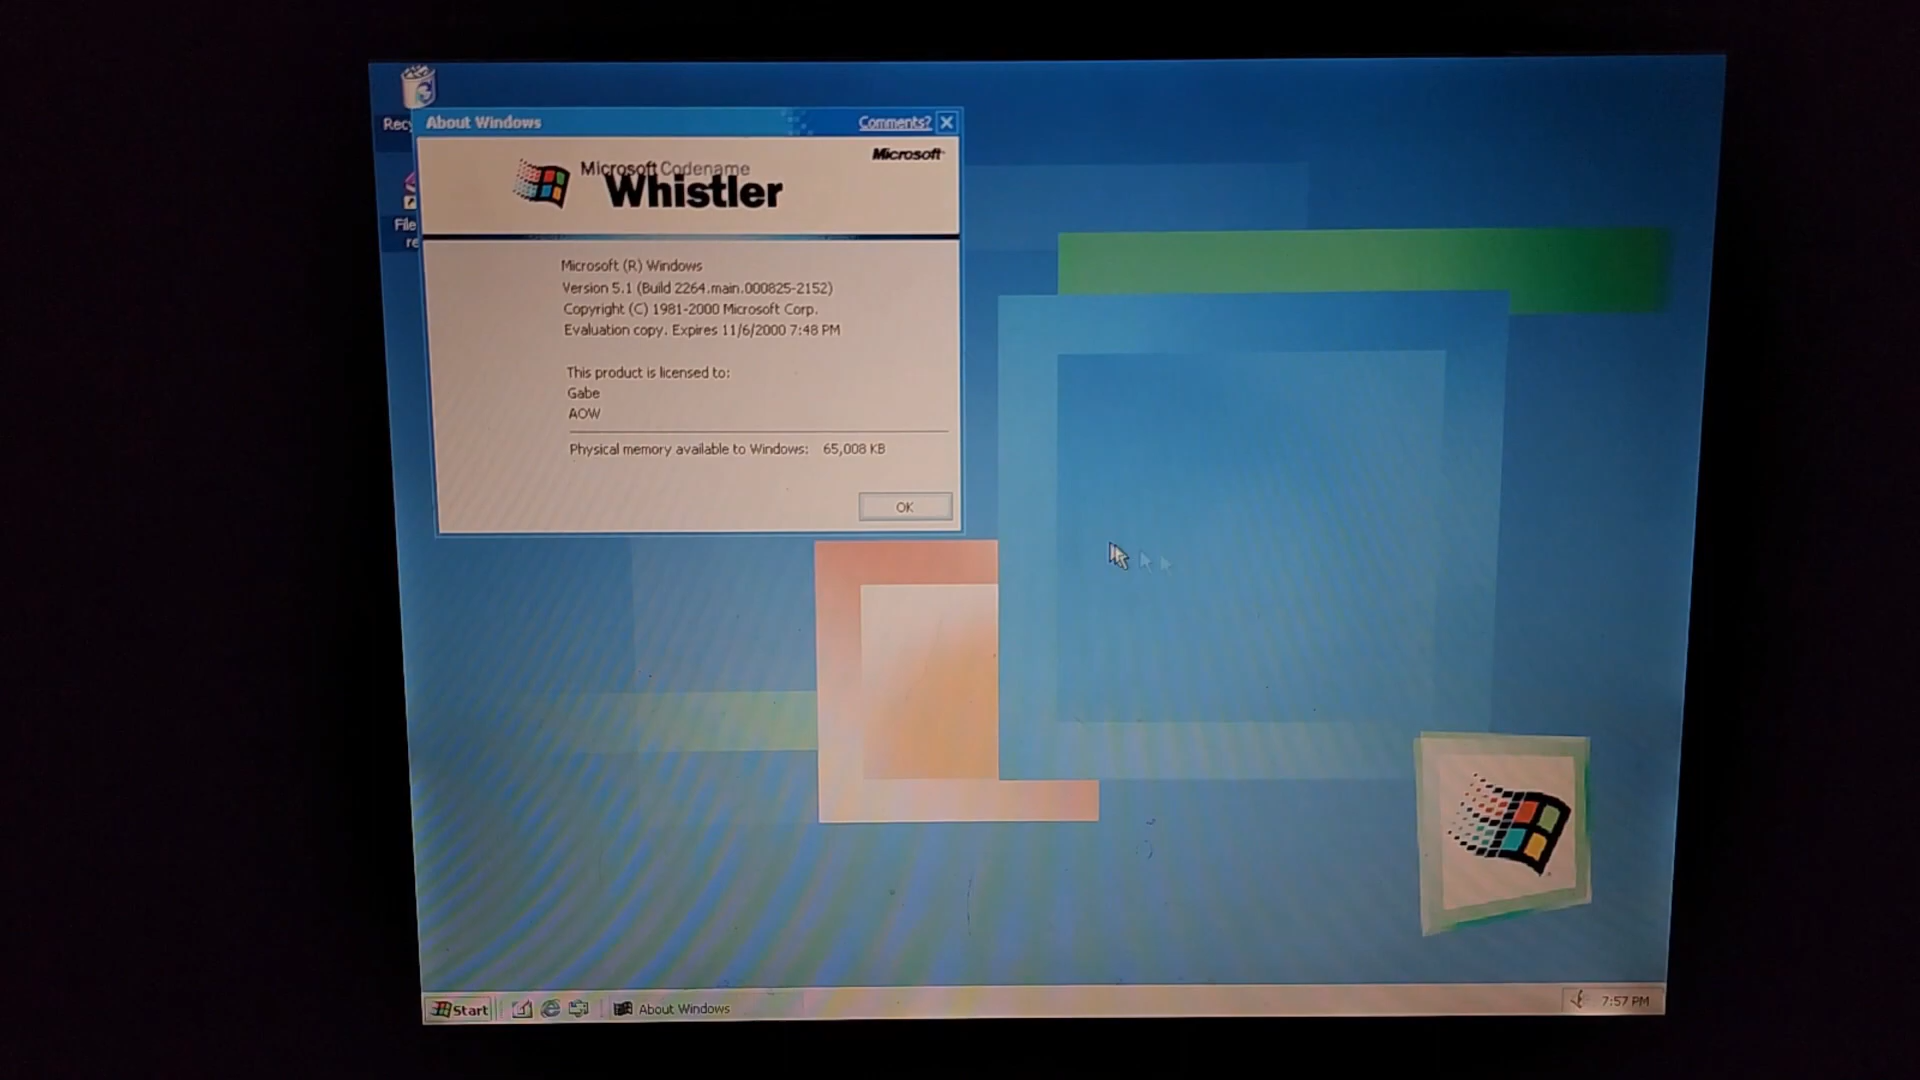 Recy
File
re
About Windows
Comments?
Microsoft
Microsoft Codename
Whistler
Microsoft (R) Windows
Version 5.1 (Build 2264.main.000825-2152)
Copyright (C) 1981-2000 Microsoft Corp.
Evaluation copy. Expires 11/6/2000 7:48 PM
This product is licensed to:
Gabe
AOW
Physical memory available to Windows: 65,008 KB
OK
Start
About Windows
7:57 PM